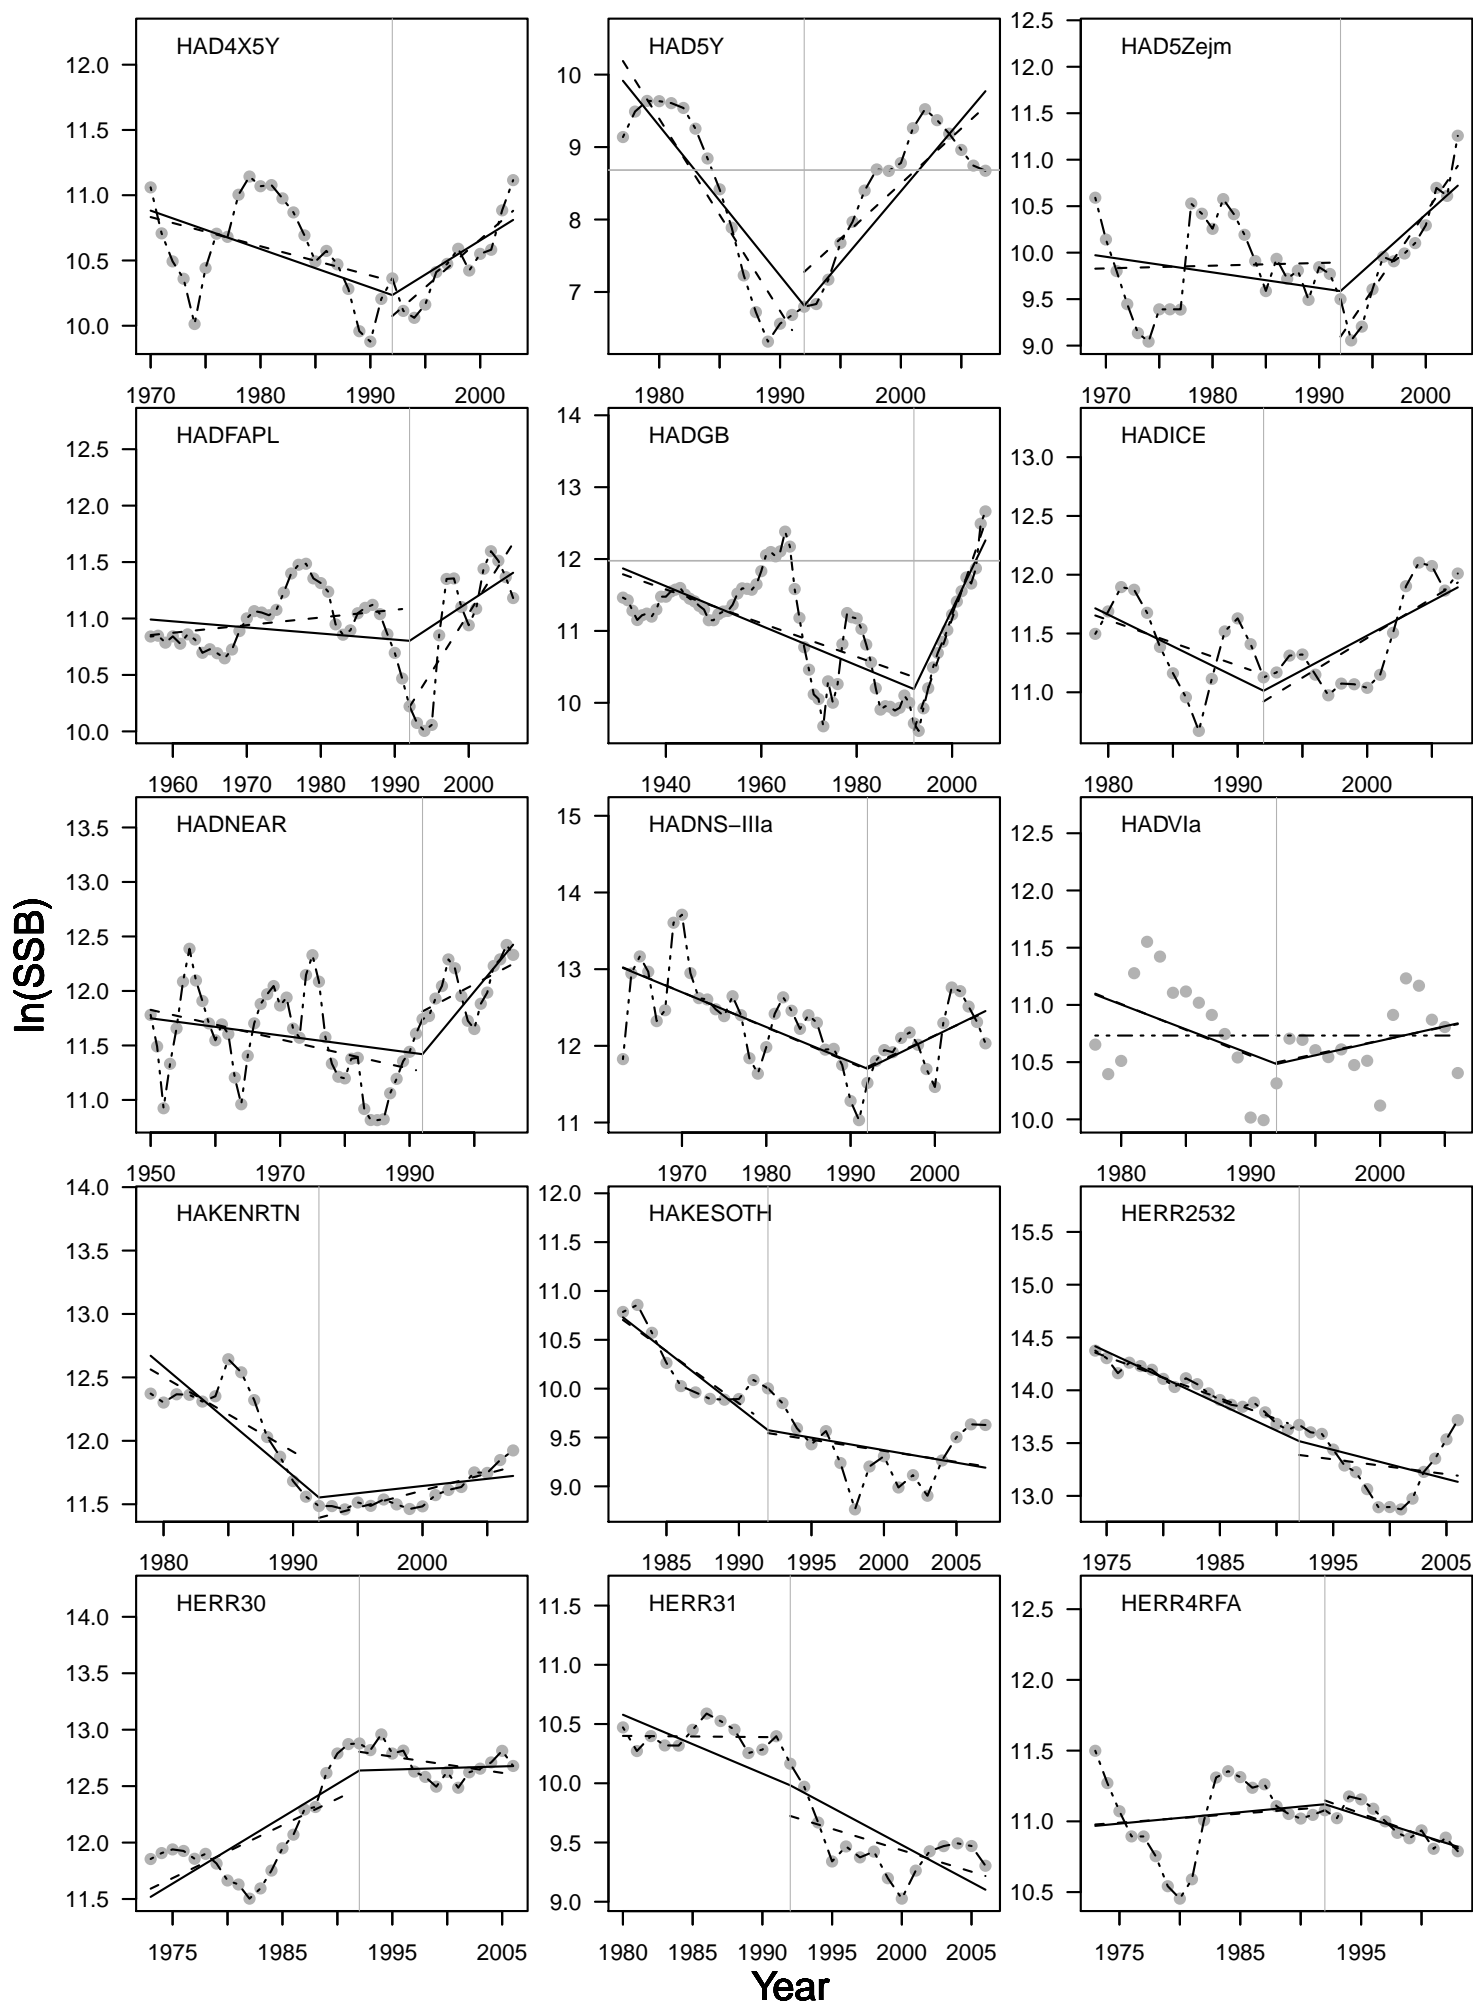 HAD4X5Y
12.0
11.5
11.0
10.5
10.0
1970 1980 1990 2000
HAD5Y
10
9
8
7
1980 1990 2000
HAD5Zejm
12.5
12.0
11.5
11.0
10.5
10.0
9.5
9.0
1970 1980 1990 2000
HADFAPL
12.5
12.0
11.5
11.0
10.5
10.0
1960 1970 1980 1990 2000
HADGB
14
13
12
11
10
1940 1960 1980 2000
HADICE
13.0
12.5
12.0
11.5
11.0
1980 1990 2000
HADNEAR
13.5
13.0
12.5
12.0
11.5
11.0
1950 1970 1990
HADNS−IIIa
15
14
13
12
11
1970 1980 1990 2000
HADVIa
12.5
12.0
11.5
11.0
10.5
10.0
1980 1990 2000
ln(SSB)
HAKENRTN
14.0
13.5
13.0
12.5
12.0
11.5
1980 1990 2000
HAKESOTH
12.0
11.5
11.0
10.5
10.0
9.5
9.0
1985 1990 1995 2000 2005
HERR2532
15.5
15.0
14.5
14.0
13.5
13.0
1975 1985 1995 2005
HERR30
14.0
13.5
13.0
12.5
12.0
11.5
1975 1985 1995 2005
HERR31
11.5
11.0
10.5
10.0
9.5
9.0
1980 1985 1990 1995 2000 2005
HERR4RFA
12.5
12.0
11.5
11.0
10.5
1975 1985 1995
Year